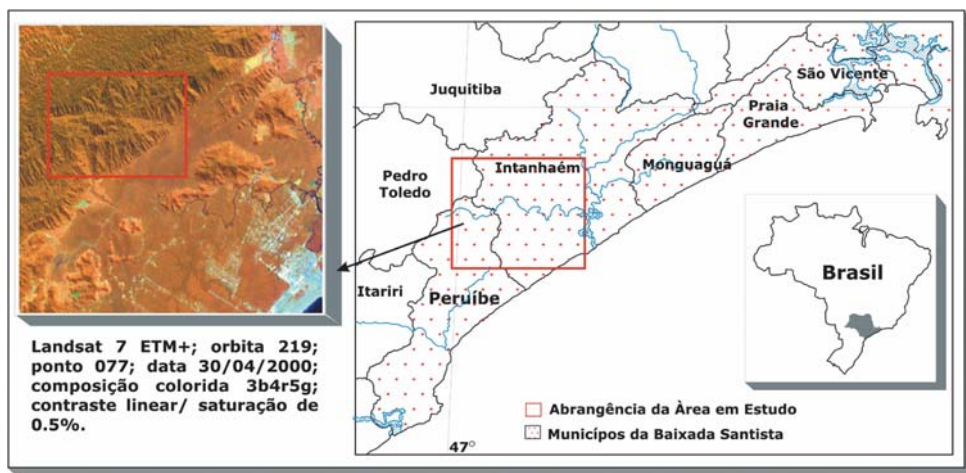 Juquitiba
São Vicente
Praia
Grande
Pedro
Toledo
Intanhaém
Monguaguá
Itariri
Peruíbe
Brasil
Landsat 7 ETM+; orbita 219;
ponto 077; data 30/04/2000;
composição colorida 3b4r5g;
contraste linear/ saturação de
0.5%.
Abrangência da Àrea em Estudo
Municípos da Baixada Santista
47°